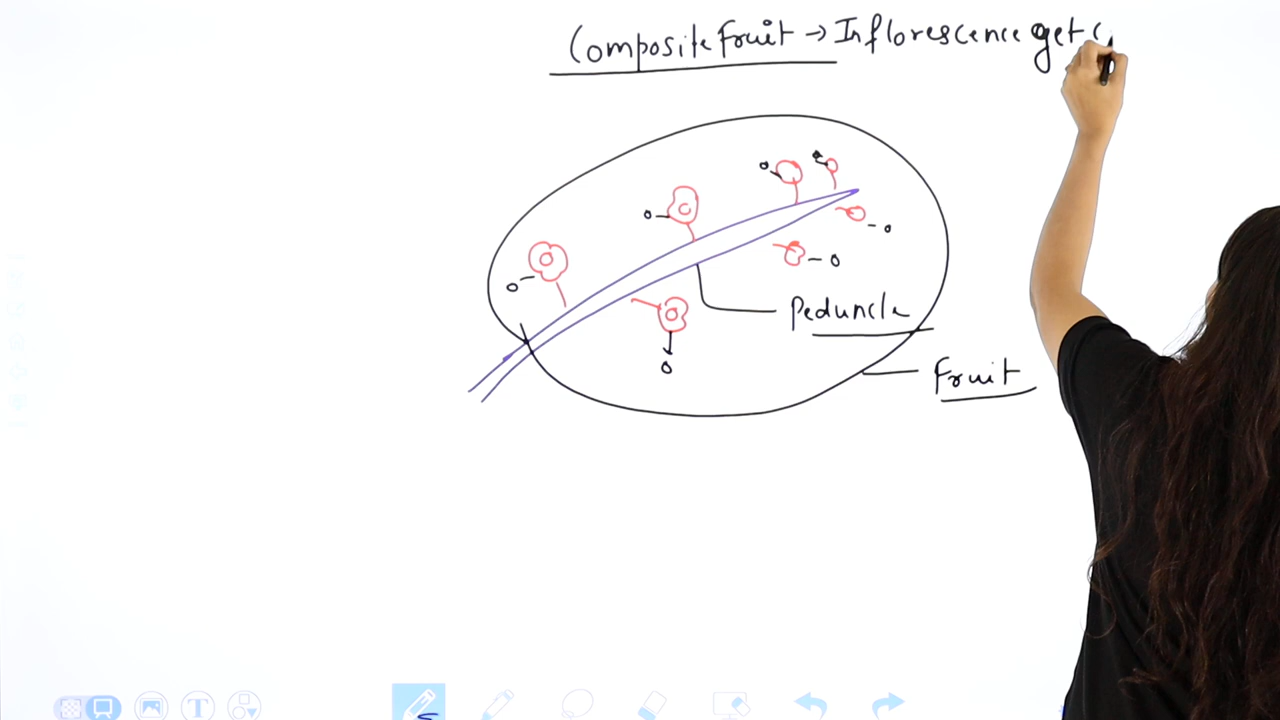 Composite Fruit → Inflorescence get c
o
o
o
o
o
o
o
Peduncle
Fruit
T